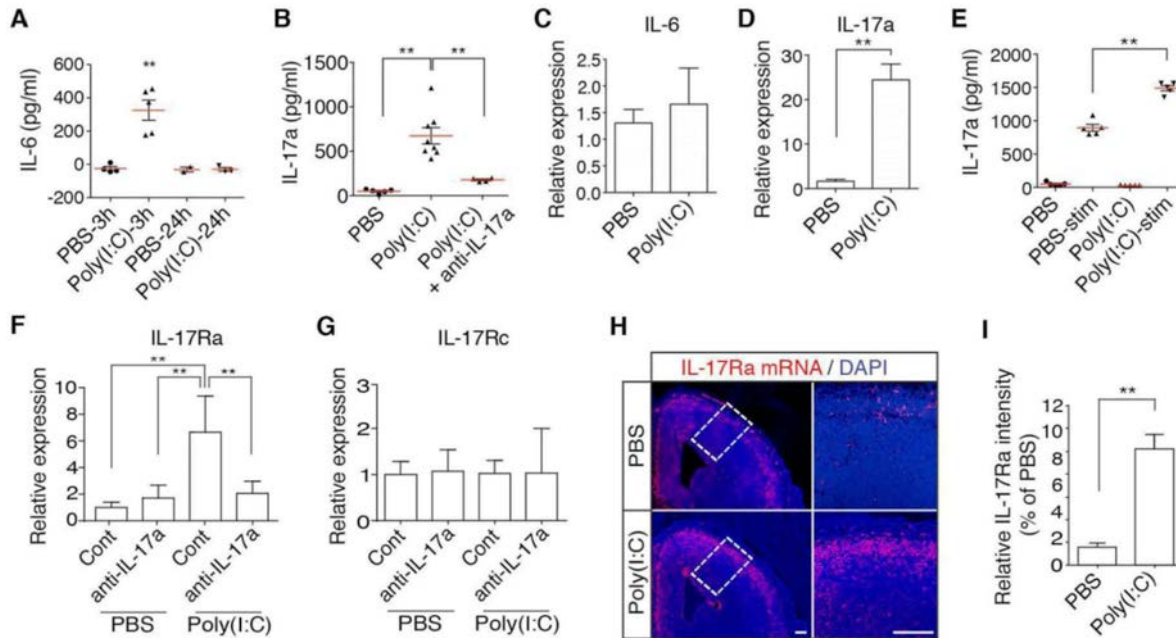 A
IL-6 (pg/ml)
600
400
200
0
-200
**
PBS-3h
Poly(I:C)-3h
PBS-24h
Poly(I:C)-24h
B
IL-17a (pg/ml)
1500
1000
500
0
**
**
PBS
Poly(I:C)
Poly(I:C)
+ anti-IL-17a
C
IL-6
Relative expression
2.5
2.0
1.5
1.0
0.5
0.0
PBS
Poly(I:C)
D
IL-17a
Relative expression
30
20
10
0
**
PBS
Poly(I:C)
E
IL-17a (pg/ml)
2000
1500
1000
500
0
**
PBS
PBS-stim
Poly(I:C)
Poly(I:C)-stim
F
IL-17Ra
Relative expression
10
8
6
4
2
0
**
**
**
Cont
anti-IL-17a
Cont
anti-IL-17a
PBS
Poly(I:C)
G
IL-17Rc
Relative expression
3
2
1
0
Cont
anti-IL-17a
Cont
anti-IL-17a
PBS
Poly(I:C)
H
IL-17Ra mRNA / DAPI
PBS
Poly(I:C)
I
Relative IL-17Ra intensity
(% of PBS)
12
10
8
6
4
2
0
**
PBS
Poly(I:C)